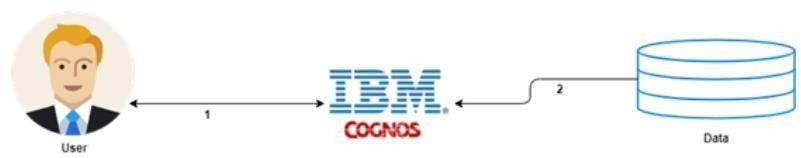 IBM®
COGNOS
1
2
User
Data